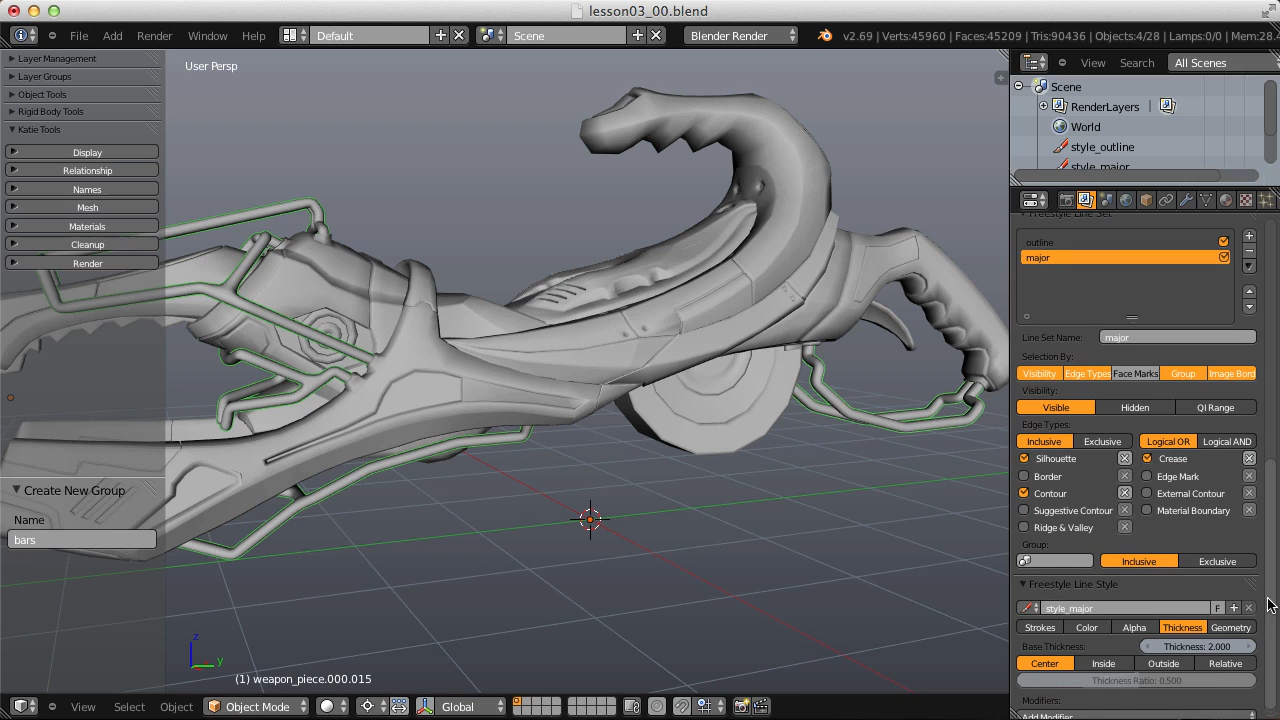 lesson03_00.blend
File Add Render Window Help Default Scene Blender Render v2.69 | Verts:45960 | Faces:45209 | Tris:90436 | Objects:4/28 | Lamps:0/0 | Mem:28.
Layer Management
Layer Groups
Object Tools
Rigid Body Tools
Katie Tools
Display
Relationship
Names
Mesh
Materials
Cleanup
Render
Create New Group
Name
bars
User Persp
z
y
(1) weapon_piece.000.015
View Select Object Object Mode Global
View Search All Scenes
Scene
RenderLayers
World
style_outline
style_major
Freestyle Line Set
outline
major
Line Set Name: major
Selection By:
Visibility Edge Types Face Marks Group Image Bord
Visibility:
Visible Hidden QI Range
Edge Types:
Inclusive Exclusive Logical OR Logical AND
Silhouette Crease
Border Edge Mark
Contour External Contour
Suggestive Contour Material Boundary
Ridge & Valley
Group:
Inclusive Exclusive
Freestyle Line Style
style_major F
Strokes Color Alpha Thickness Geometry
Base Thickness: Thickness: 2.000
Center Inside Outside Relative
Thickness Ratio: 0.500
Modifiers:
Add Modifier